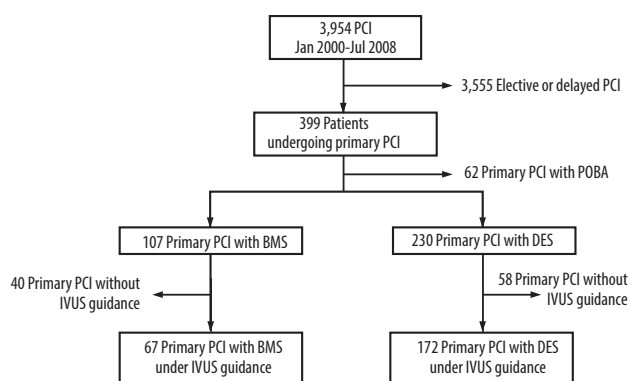 3,954 PCI
Jan 2000-Jul 2008
3,555 Elective or delayed PCI
399 Patients
undergoing primary PCI
62 Primary PCI with POBA
107 Primary PCI with BMS
230 Primary PCI with DES
40 Primary PCI without
IVUS guidance
58 Primary PCI without
IVUS guidance
67 Primary PCI with BMS
under IVUS guidance
172 Primary PCI with DES
under IVUS guidance